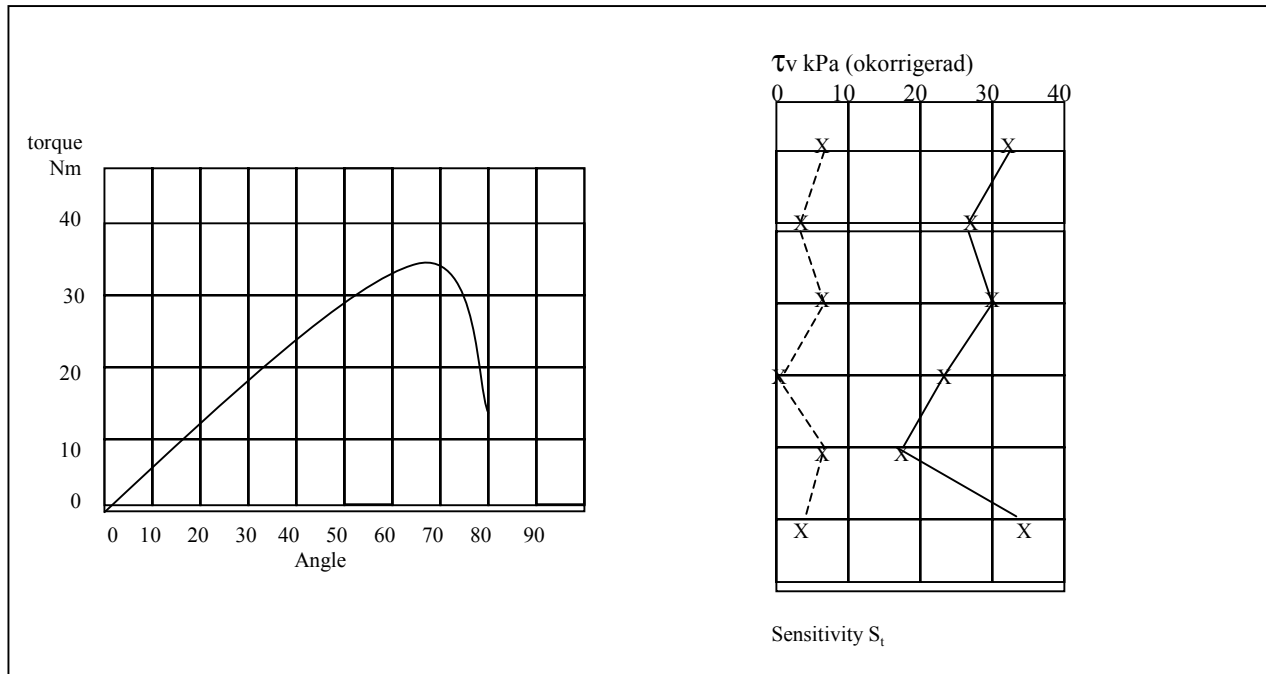 τv kPa (okorrigerad)
0 10 20 30 40
torque
Nm
40
30
20
10
0
0 10 20 30 40 50 60 70 80 90
Angle
X X
X X
X X
X X
X X
X X
Sensitivity St